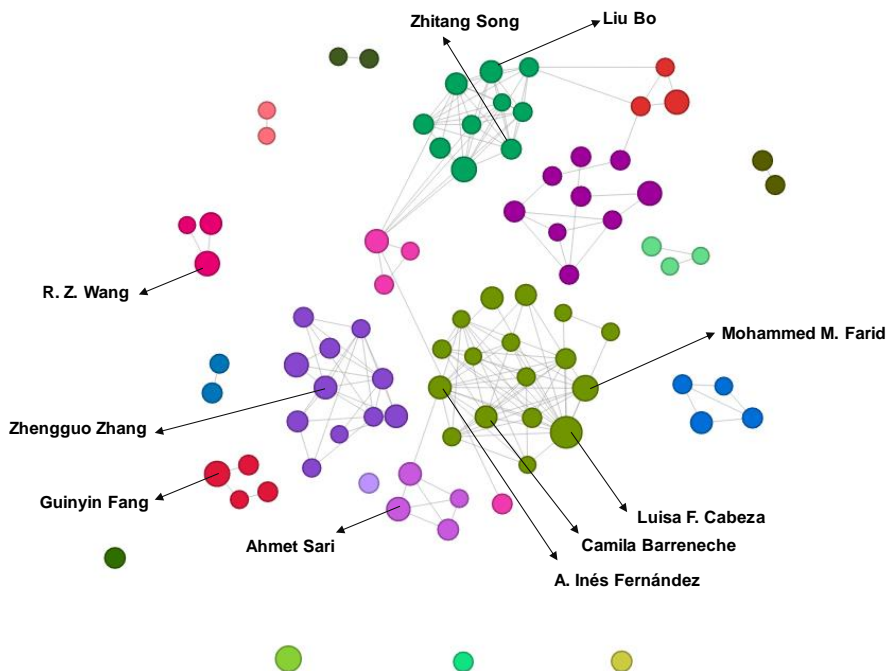 Zhitang Song
Liu Bo
R. Z. Wang
Mohammed M. Farid
Zhengguo Zhang
Guinyin Fang
Luisa F. Cabeza
Ahmet Sari
Camila Barreneche
A. Inés Fernández